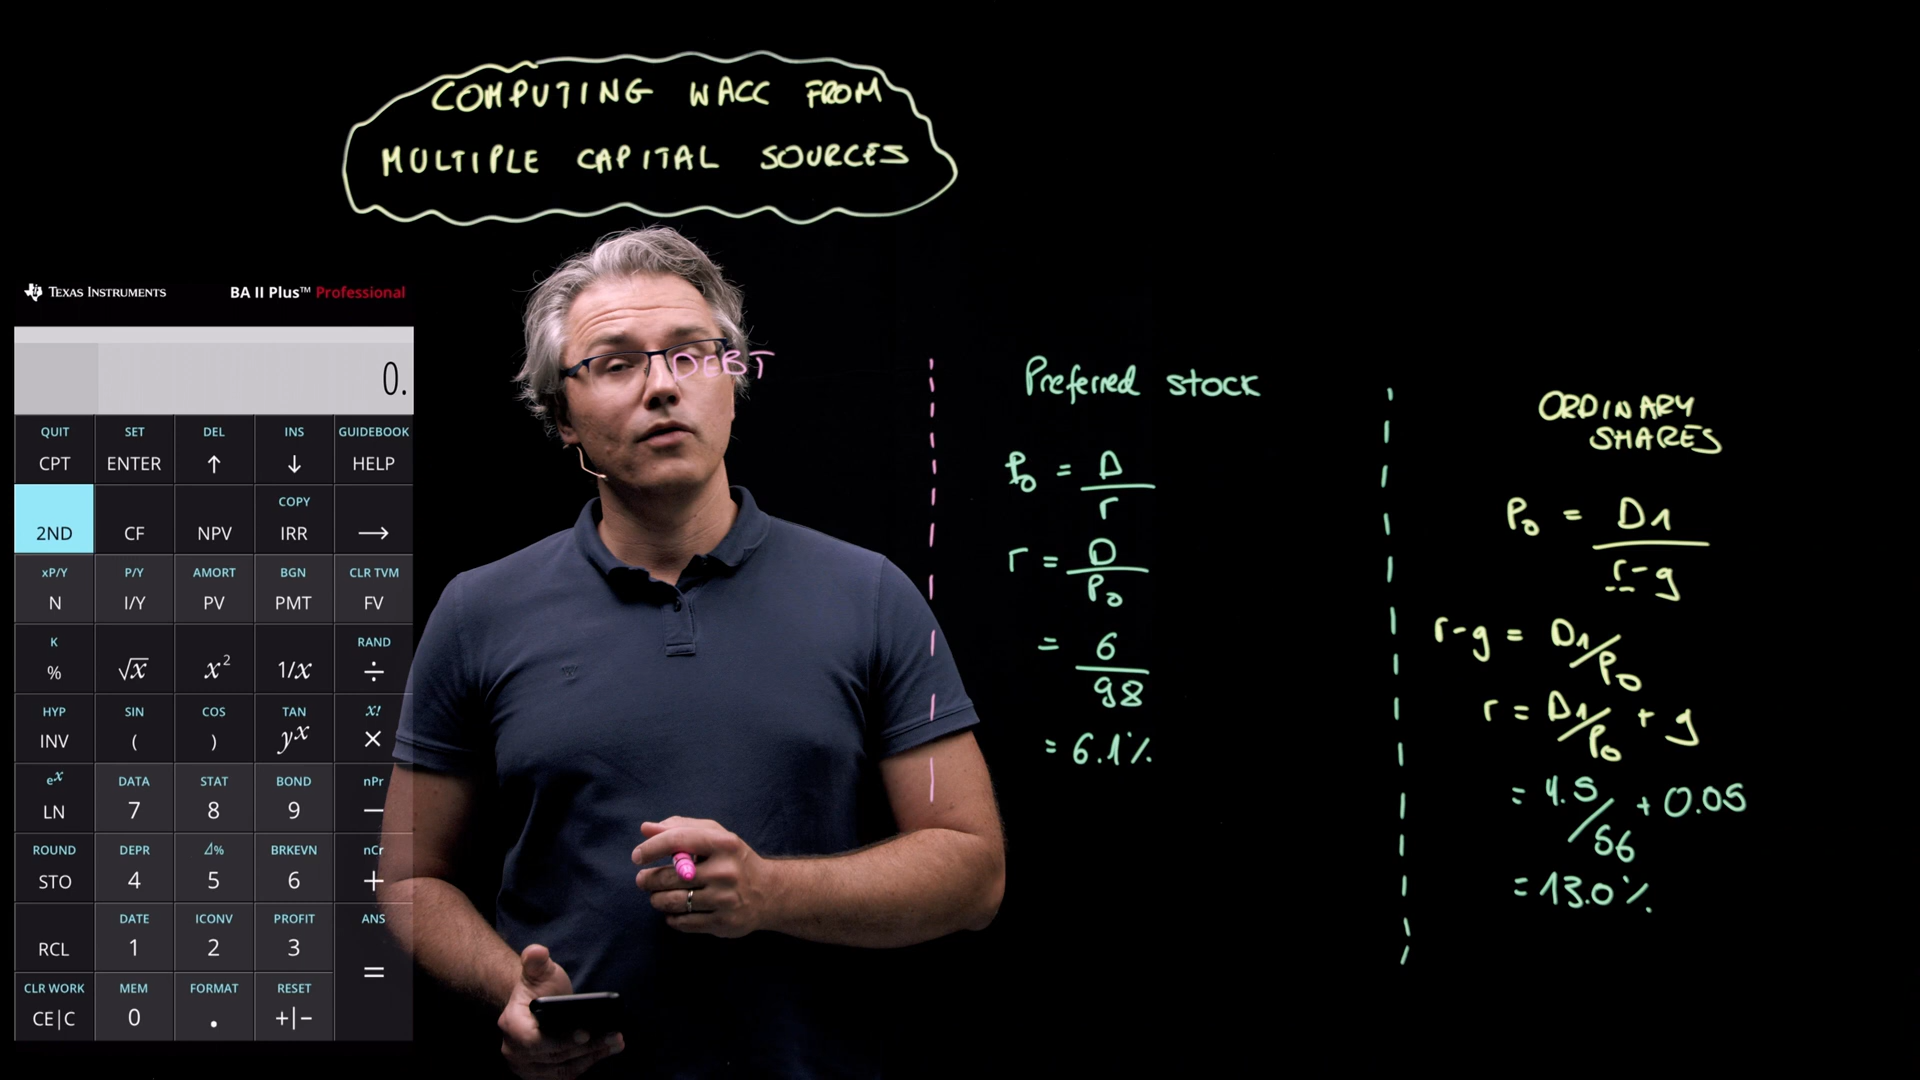 COMPUTING WACC FROM
MULTIPLE CAPITAL SOURCES
TEXAS INSTRUMENTS BA II Plus™ Professional
0.
QUIT SET DEL INS GUIDEBOOK
CPT ENTER ↑ ↓ HELP
COPY
2ND CF NPV IRR →
xP/Y P/Y AMORT BGN CLR TVM
N I/Y PV PMT FV
K RAND
% √x x² 1/x ÷
HYP SIN COS TAN x!
INV ( ) yˣ ×
eˣ DATA STAT BOND nPr
LN 7 8 9 −
ROUND DEPR Δ% BRKEVN nCr
STO 4 5 6 +
DATE ICONV PROFIT ANS
RCL 1 2 3 =
CLR WORK MEM FORMAT RESET
CE|C 0 . +|−
DEBT
Preferred stock
P₀ = D/r
r = D/P₀
= 6/98
= 6.1%
ORDINARY
SHARES
P₀ = D1/(r-g)
r-g = D1/P₀
r = D1/P₀ + g
= 4.5/56 + 0.05
= 13.0%